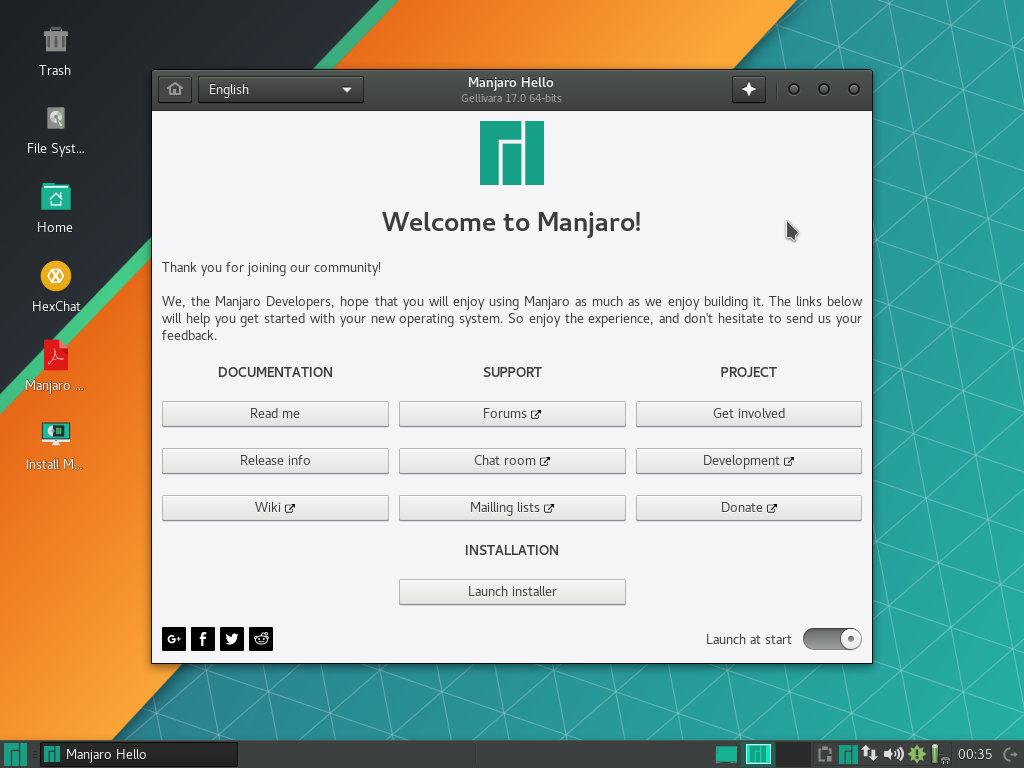 Trash
File Syst...
Home
HexChat
Manjaro ...
Install M...
English
Manjaro Hello
Gellivara 17.0 64-bits
Welcome to Manjaro!
Thank you for joining our community!
We, the Manjaro Developers, hope that you will enjoy using Manjaro as much as we enjoy building it. The links below
will help you get started with your new operating system. So enjoy the experience, and don't hesitate to send us your
feedback.
DOCUMENTATION SUPPORT PROJECT
Read me Forums Get involved
Release info Chat room Development
Wiki Mailling lists Donate
INSTALLATION
Launch installer
G+ f Launch at start
Manjaro Hello 00:35